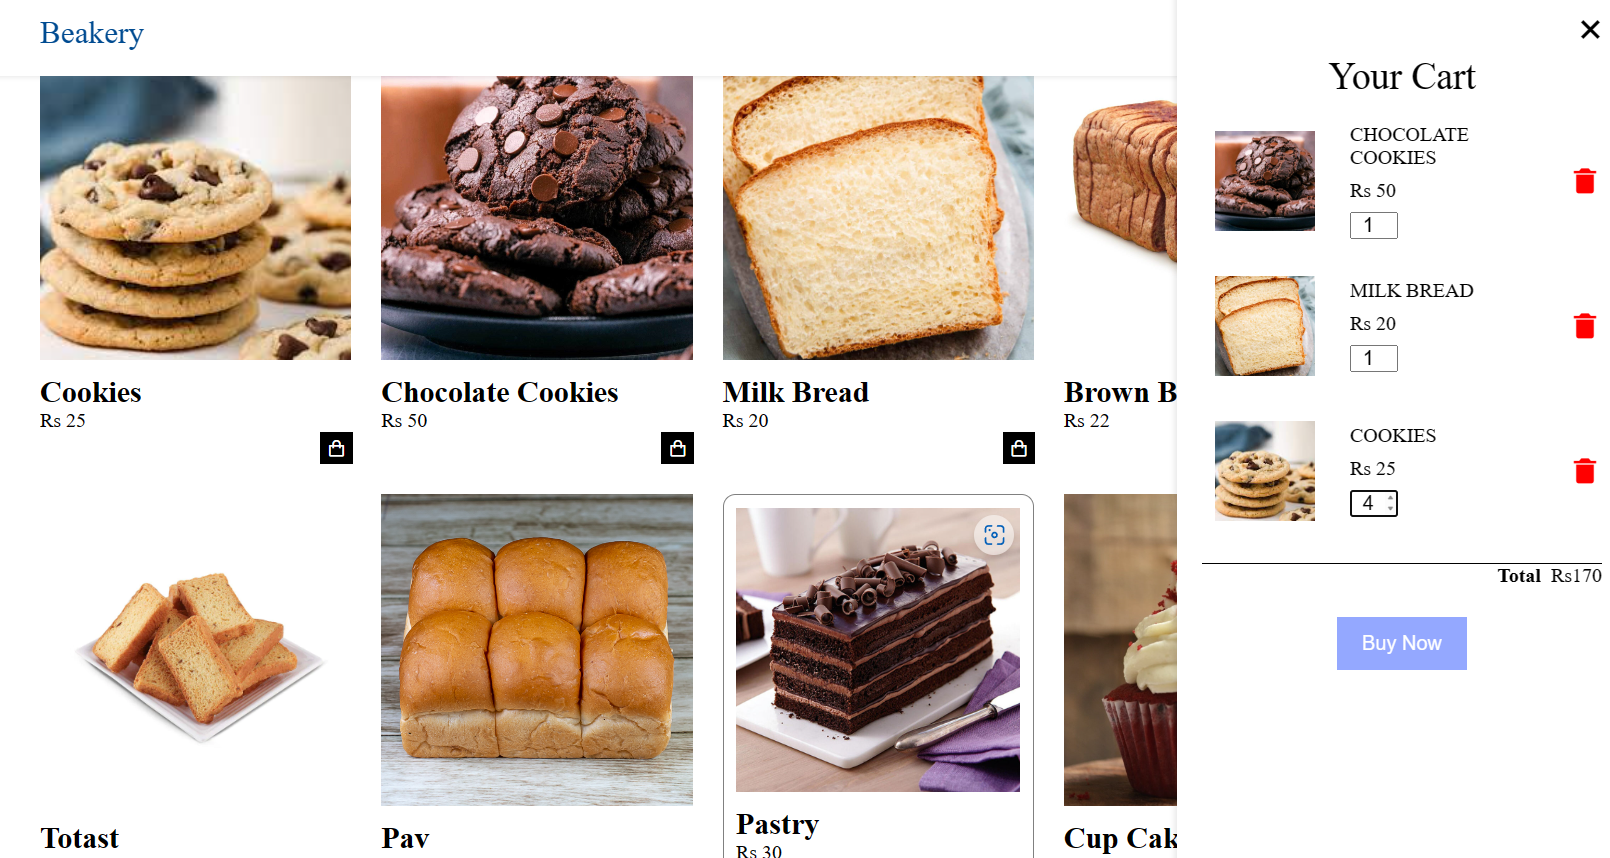 Beakery
Cookies
Rs 25
Chocolate Cookies
Rs 50
Milk Bread
Rs 20
Brown B
Rs 22
Totast
Pav
Pastry
Rs 30
Cup Cak
Your Cart
CHOCOLATE
COOKIES
Rs 50
1
MILK BREAD
Rs 20
1
COOKIES
Rs 25
4
Total Rs170
Buy Now